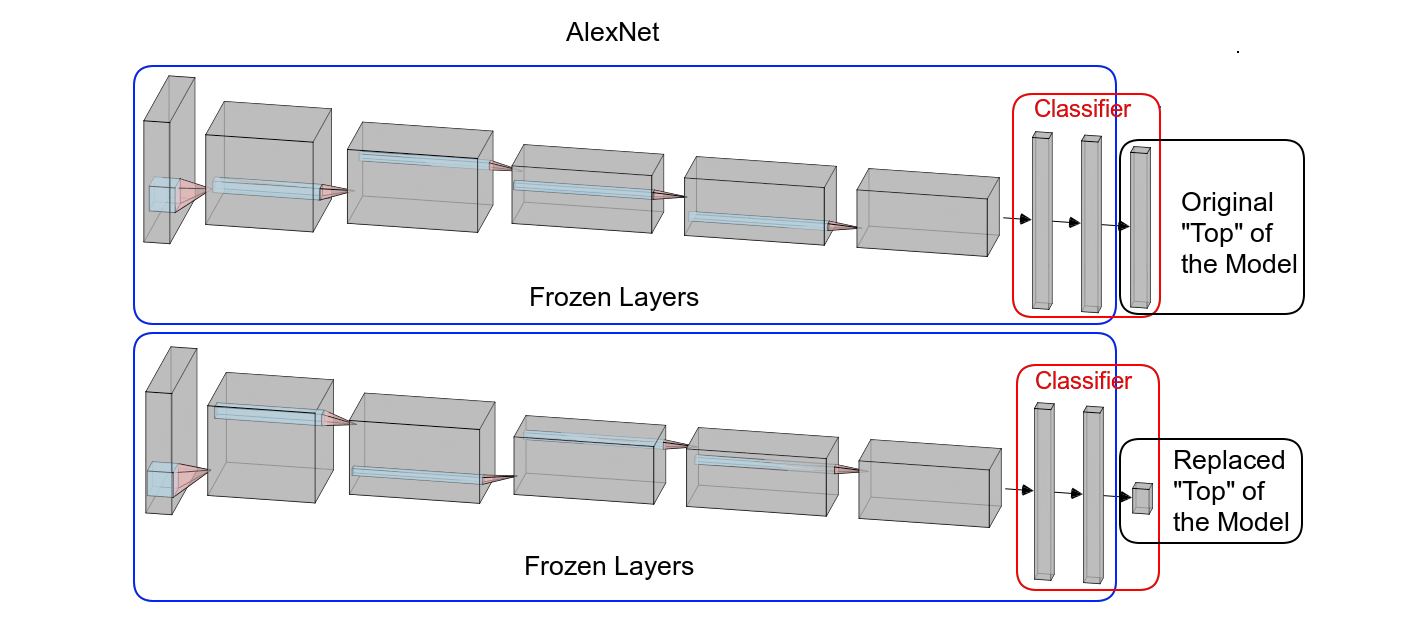 AlexNet
Classifier
Original
"Top" of
the Model
Frozen Layers
Classifier
Replaced
"Top" of
the Model
Frozen Layers